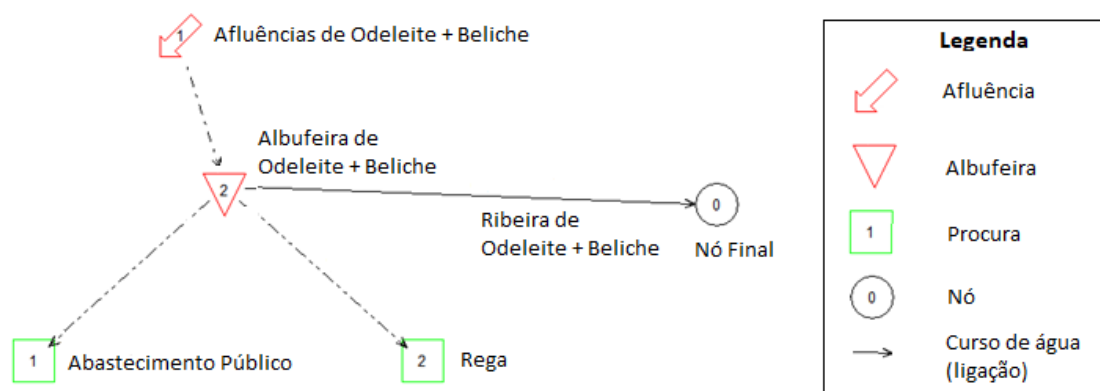 1
Afluências de Odeleite + Beliche
Albufeira de
Odeleite + Beliche
2
0
Ribeira de
Odeleite + Beliche
Nó Final
1
Abastecimento Público
2
Rega
Legenda
Afluência
Albufeira
1
Procura
0
Nó
Curso de água
(ligação)